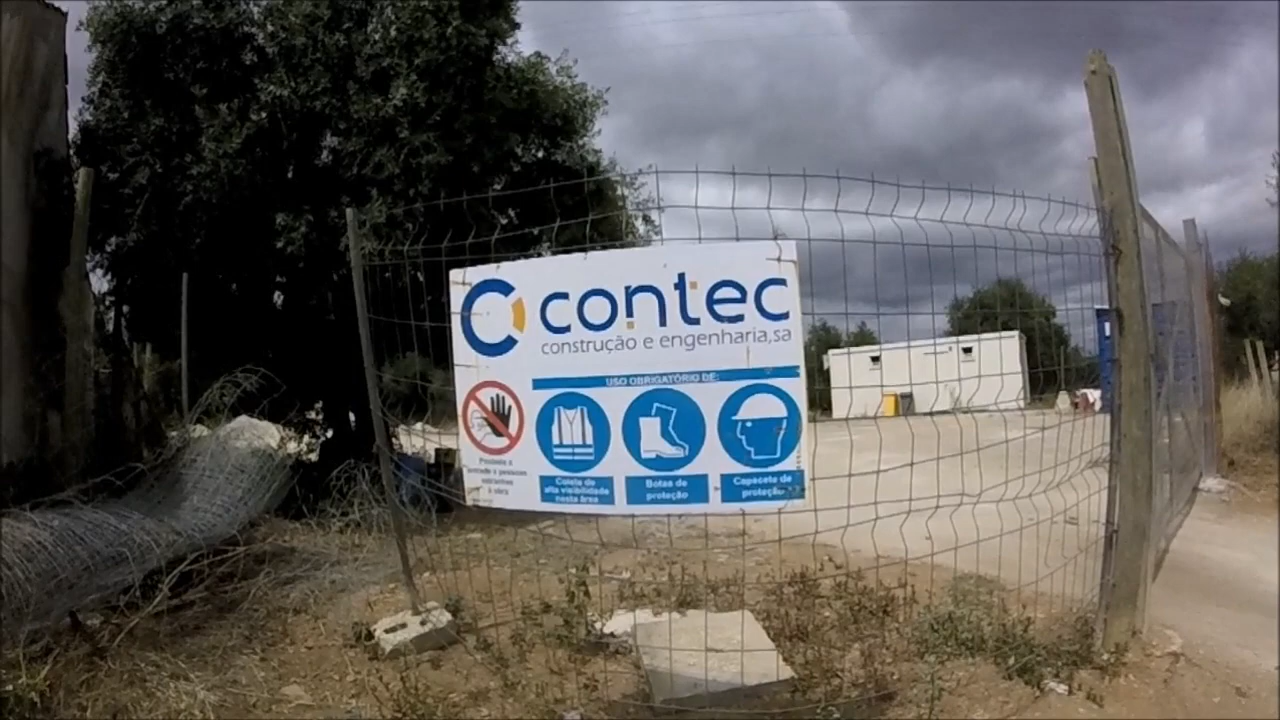 contec
construção e engenharia,sa
USO OBRIGATÓRIO DE:
Proibida a
entrada a pessoas
estranhas
à obra
Colete de
alta visibilidade
nesta área
Botas de
proteção
Capacete de
proteção